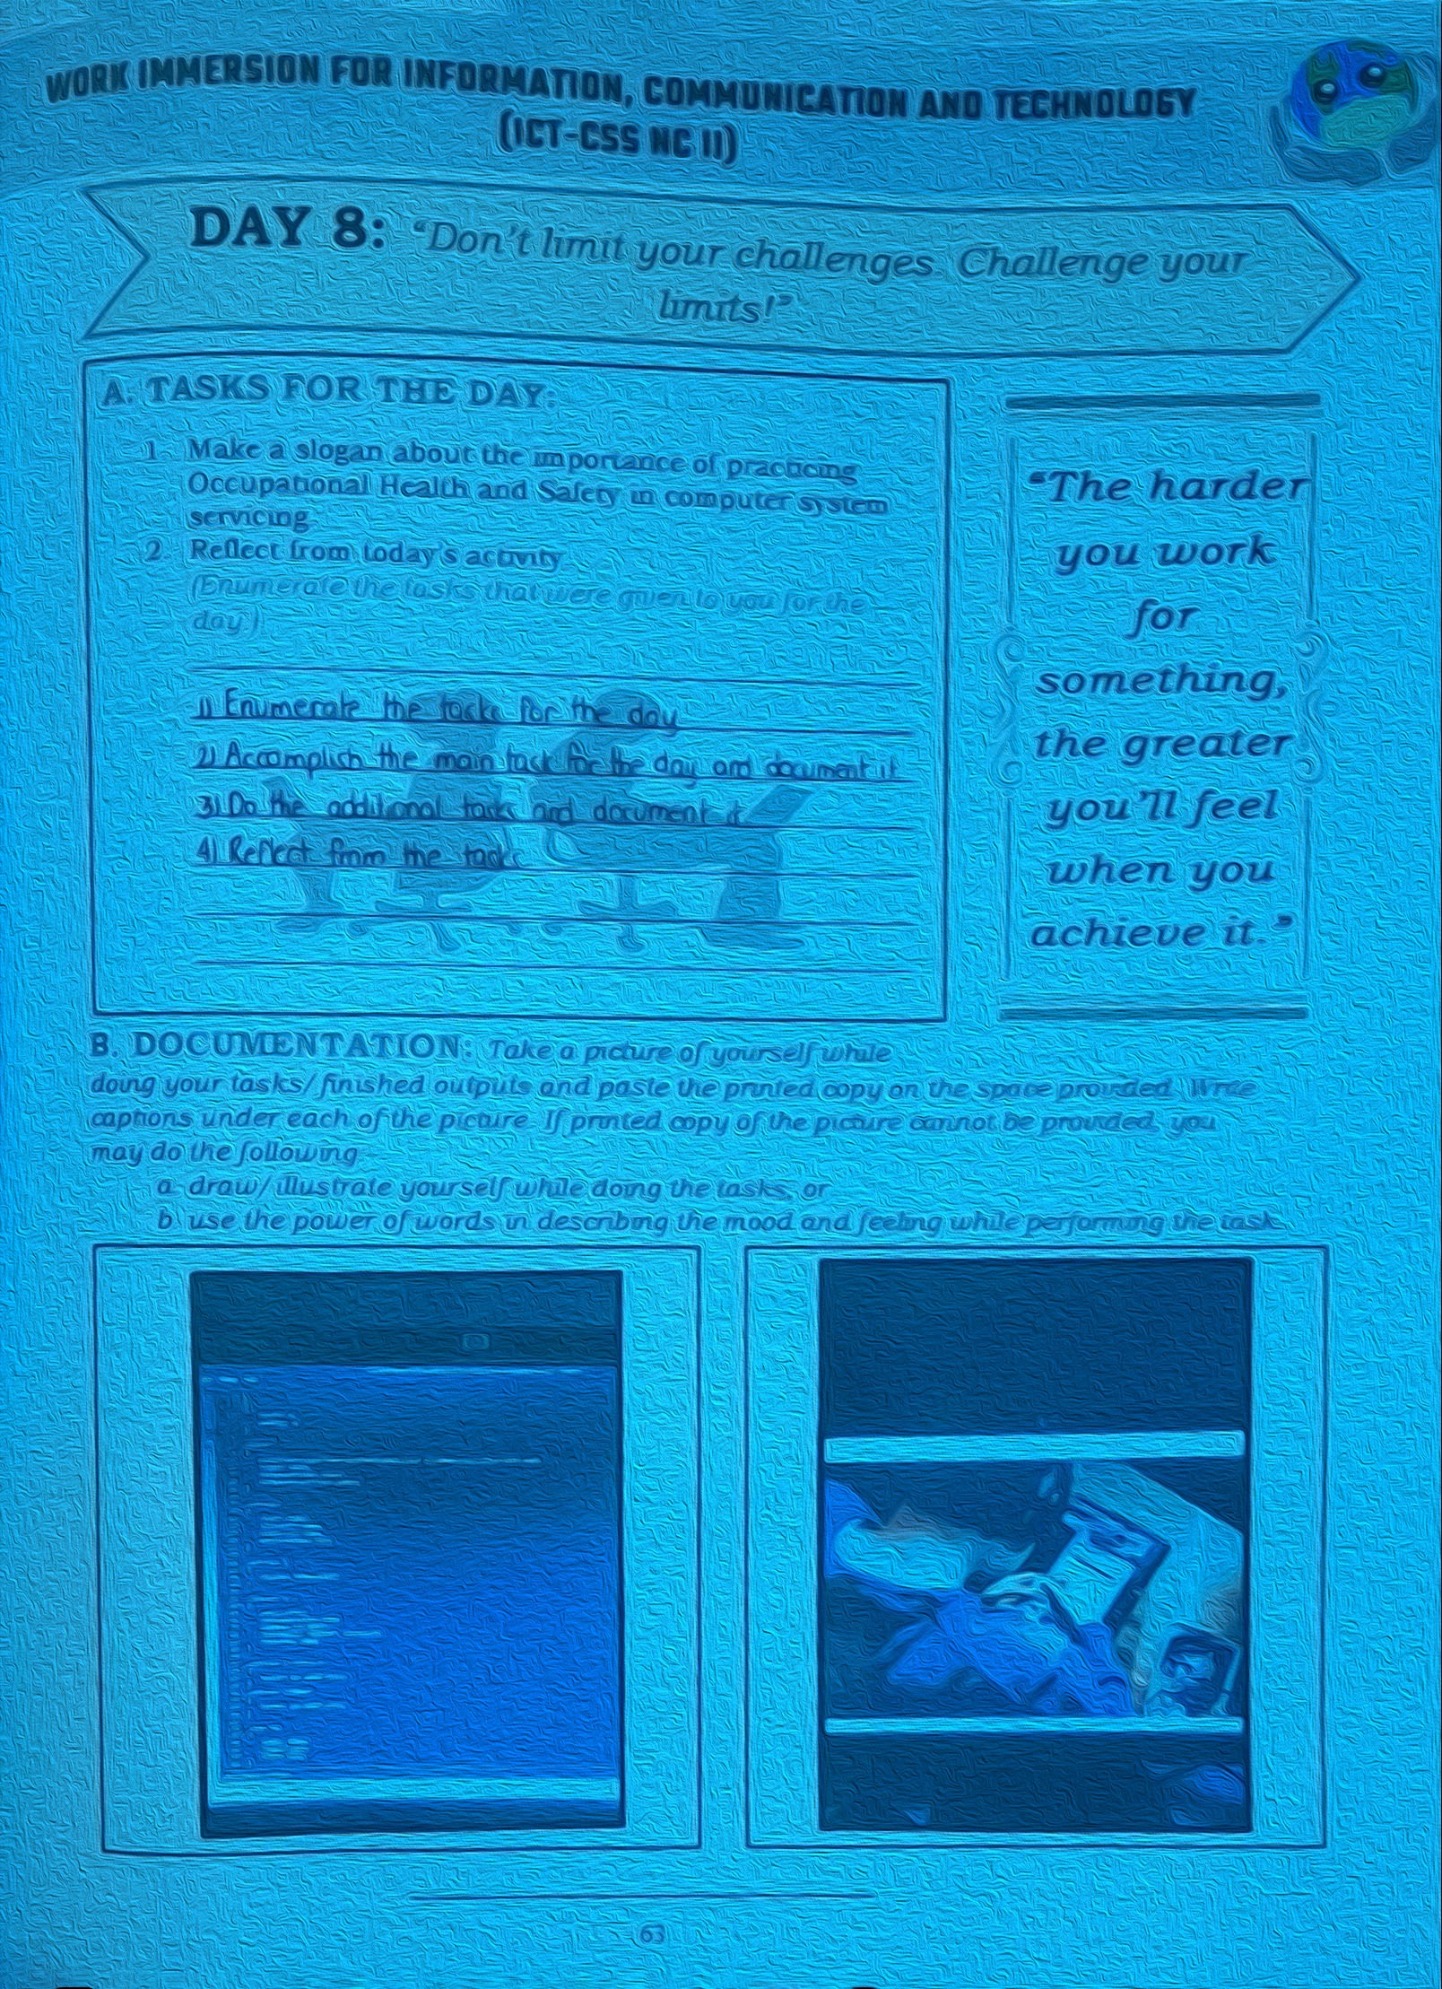 WORK IMMERSION FOR INFORMATION, COMMUNICATION AND TECHNOLOGY
(ICT-CSS NC II)
DAY 8: "Don't limit your challenges. Challenge your
limits!"
A. TASKS FOR THE DAY:
1. Make a slogan about the importance of practicing
Occupational Health and Safety in computer system
servicing.
2. Reflect from today's activity
(Enumerate the tasks that were given to you for the
day.)
1) Enumerate the tasks for the day
2) Accomplish the main task for the day and document it
3) Do the additional tasks and document it
4) Reflect from the tasks
"The harder
you work
for
something,
the greater
you'll feel
when you
achieve it."
B. DOCUMENTATION: Take a picture of yourself while
doing your tasks/finished outputs and paste the printed copy on the space provided. Write
captions under each of the picture. If printed copy of the picture cannot be provided, you
may do the following:
a. draw/illustrate yourself while doing the tasks; or
b. use the power of words in describing the mood and feeling while performing the task.
63